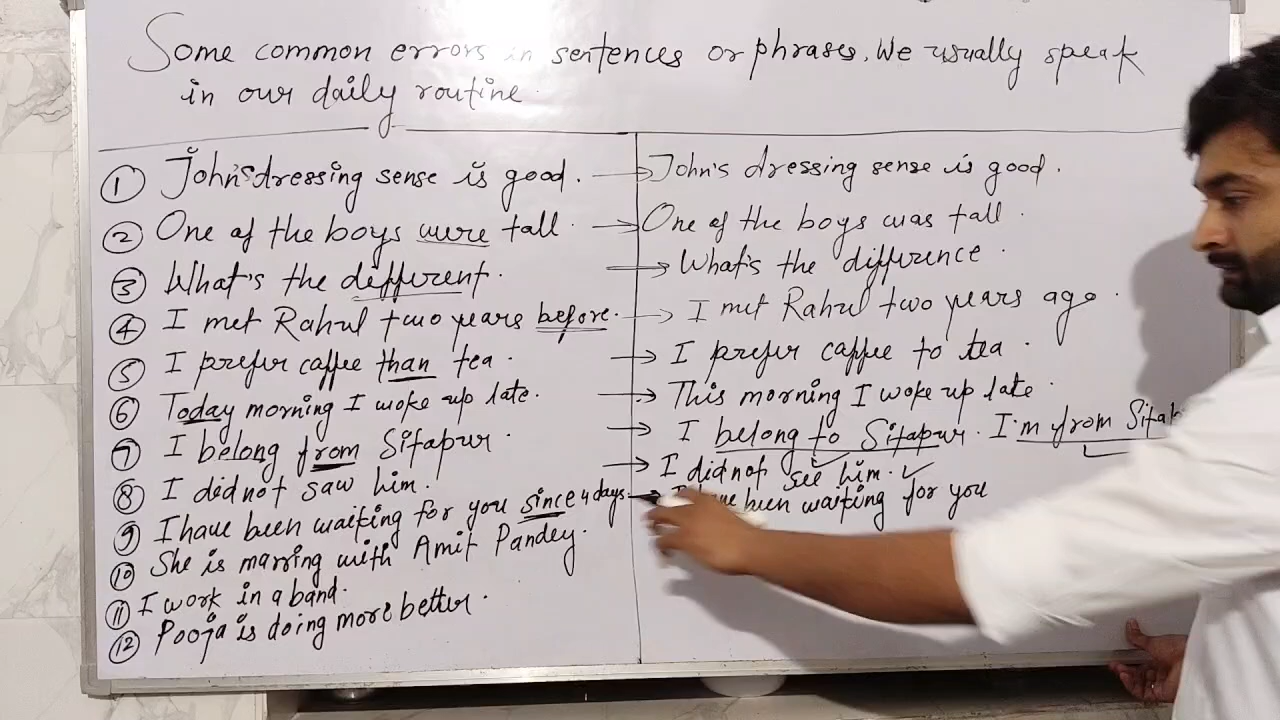 Some common errors in sentences or phrases. We usually speak
in our daily routine.
1 John's dressing sense is good. → John's dressing sense is good.
2 One of the boys were tall. → One of the boys was tall.
3 What's the different. → What's the difference.
4 I met Rahul two years before. → I met Rahul two years ago.
5 I prefer caffee than tea. → I prefer caffee to tea.
6 Today morning I woke up late. → This morning I woke up late.
7 I belong from Sitapur. → I belong to Sitapur. I'm from
8 I did not saw him. → I did not see him. ✓
9 I have been waiting for you since 4 days. → I have been waiting for you
10 She is marring with Amit Pandey.
11 I work in a band.
12 Pooja is doing more better.